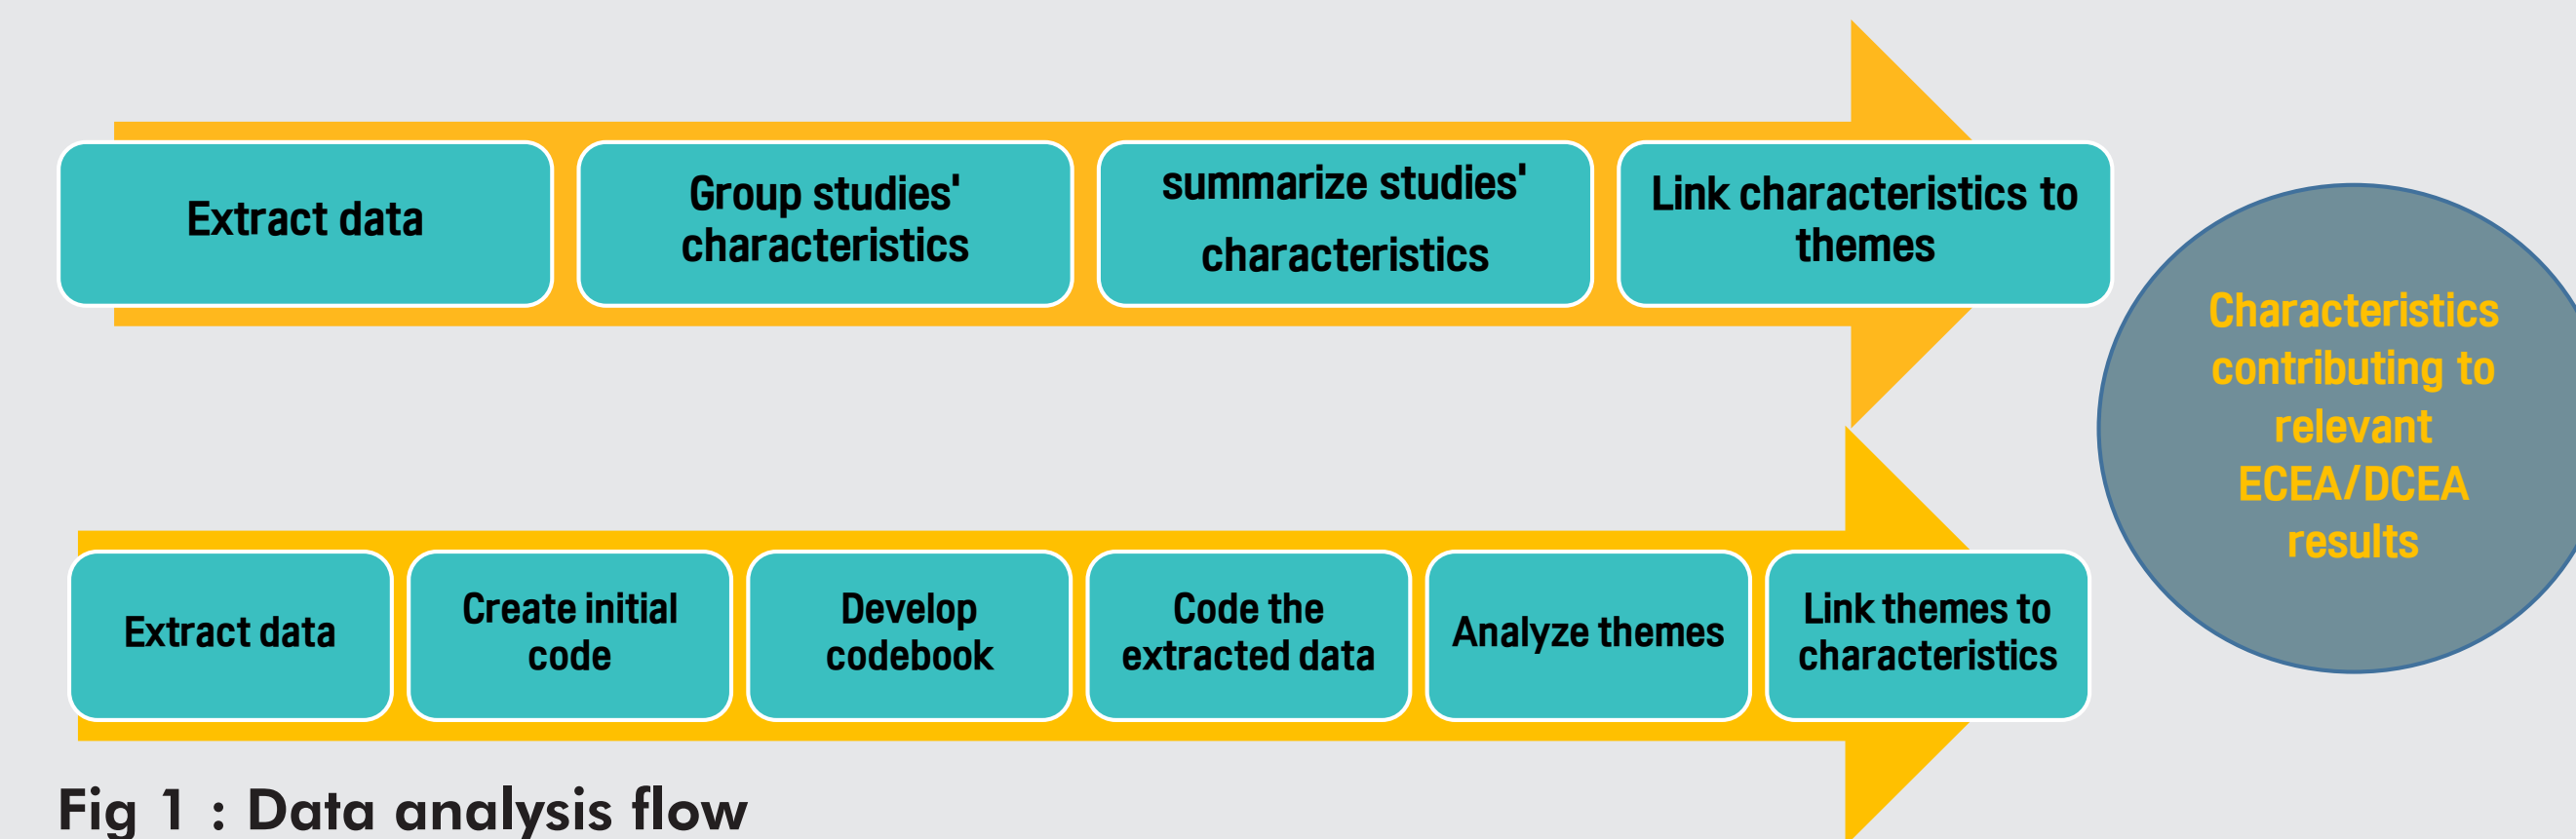 Extract data
Group studies'
characteristics
summarize studies'
characteristics
Link characteristics to
themes
Extract data
Create initial
code
Develop
codebook
Code the
extracted data
Analyze themes
Link themes to
characteristics
Characteristics
contributing to
relevant
ECEA/DCEA
results
Fig 1 : Data analysis flow